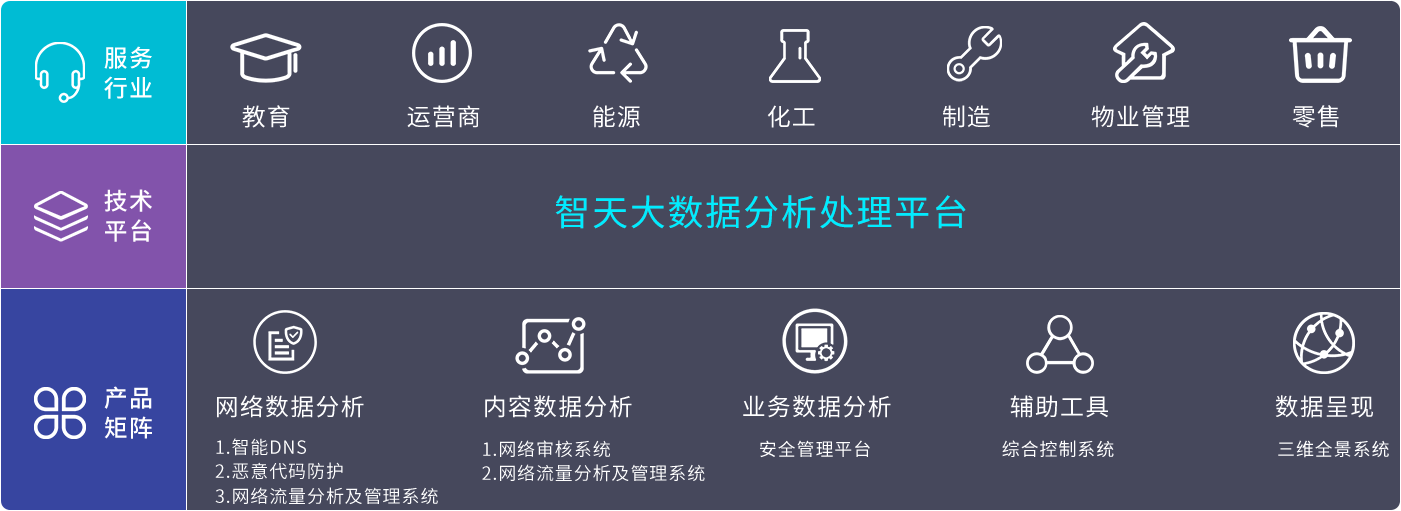 服务
行业
教育
运营商
能源
化工
制造
物业管理
零售
技术
平台
智天大数据分析处理平台
产品
矩阵
网络数据分析
1.智能DNS
2.恶意代码防护
3.网络流量分析及管理系统
内容数据分析
1.网络审核系统
2.网络流量分析及管理系统
业务数据分析
安全管理平台
辅助工具
综合控制系统
数据呈现
三维全景系统